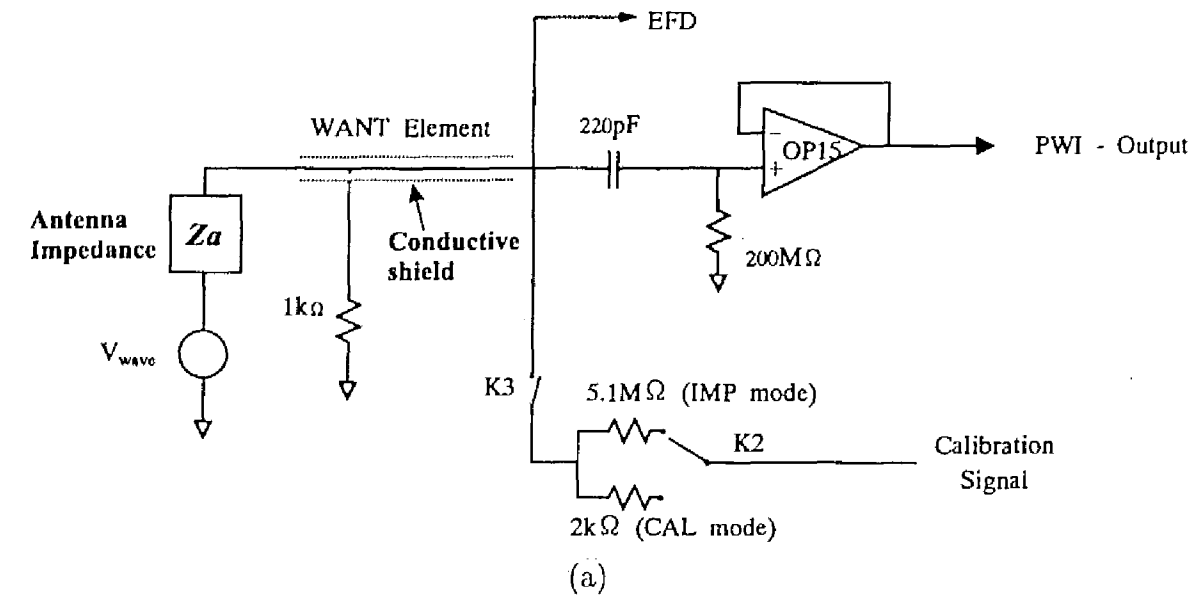 EFD
WANT Element
220pF
−
OP15
+
PWI - Output
Antenna
Impedance
Za
Conductive
shield
200MΩ
1kΩ
Vwave
K3
5.1MΩ (IMP mode)
K2
Calibration
Signal
2kΩ (CAL mode)
(a)